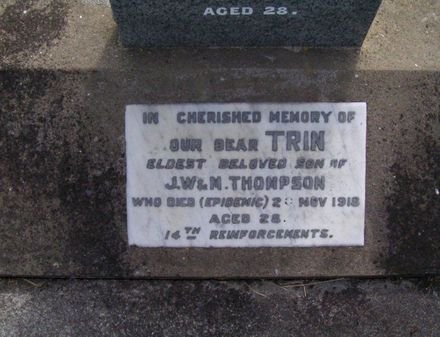 AGED 28.
IN CHERISHED MEMORY OF
OUR DEAR TRIN
ELDEST BELOVED SON OF
J.W & M. THOMPSON
WHO DIED (EPIDEMIC) NOV 1918
AGED 28
14TH REINFORCEMENTS.